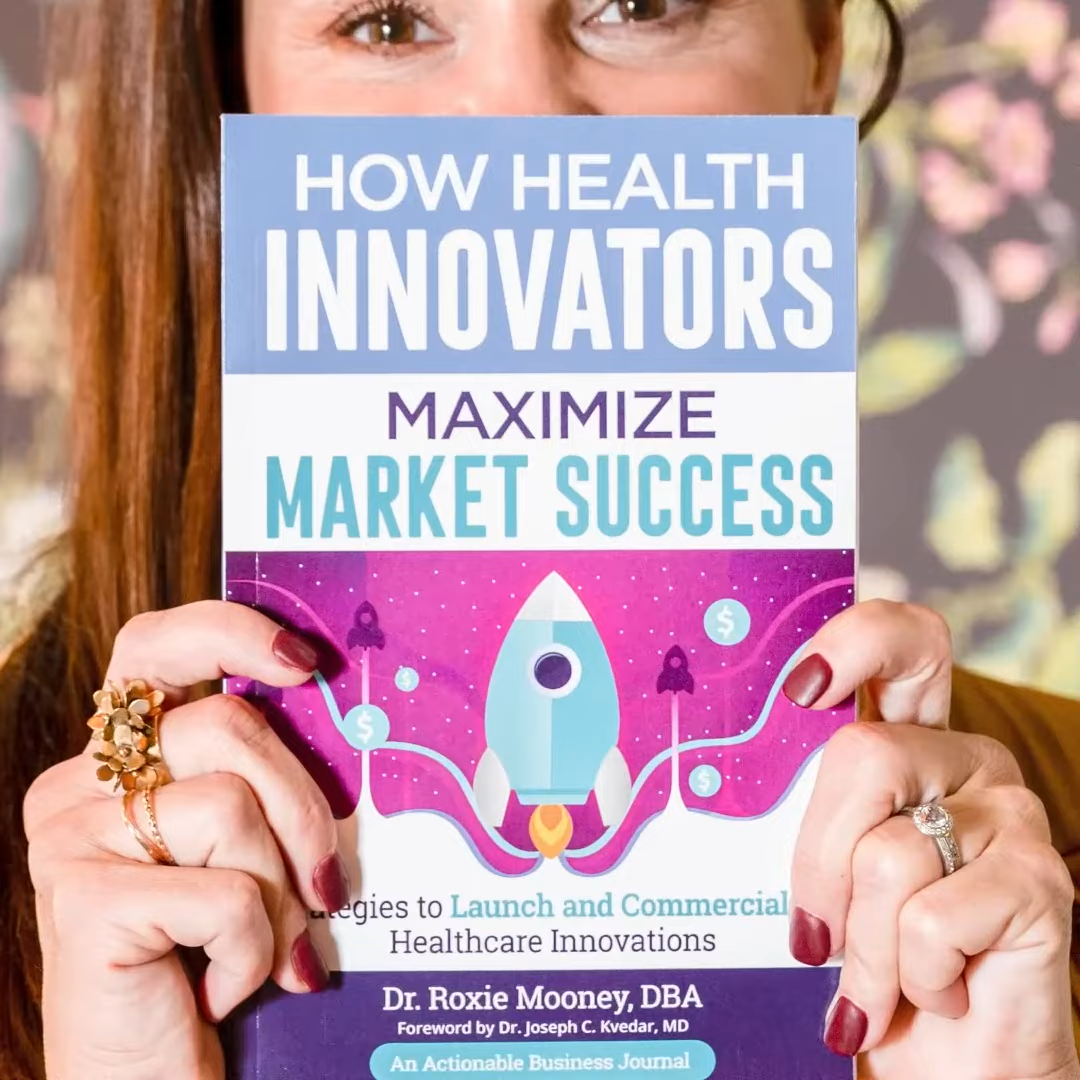 HOW HEALTH
INNOVATORS
MAXIMIZE
MARKET SUCCESS
$
$
$
$
to Launch and Commercial
Healthcare Innovations
Dr. Roxie Mooney, DBA
Foreword by Dr. Joseph C. Kvedar, MD
An Actionable Business Journal